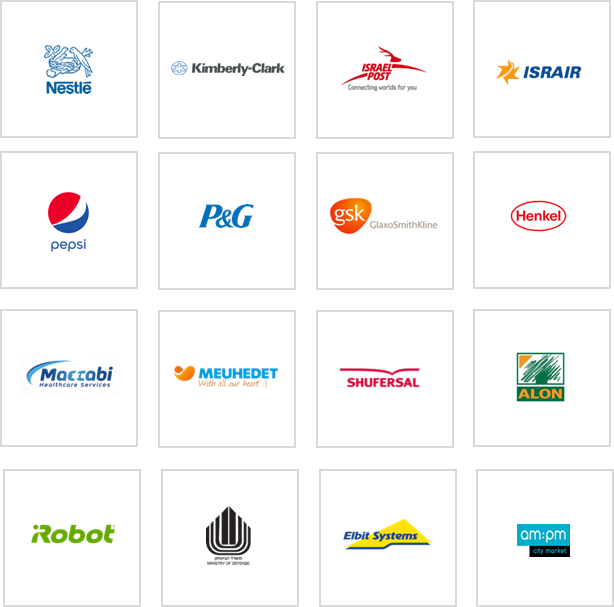 Nestlé
Kimberly-Clark
ISRAEL
POST
Connecting worlds for you
ISRAIR
pepsi
P&G
gsk
GlaxoSmithKline
Henkel
Maccabi
Healthcare Services
MEUHEDET
With all our heart :)
SHUFERSAL
ALON
iRobot®
משרד הביטחון
MINISTRY OF DEFENSE
Elbit Systems
am:pm
city market